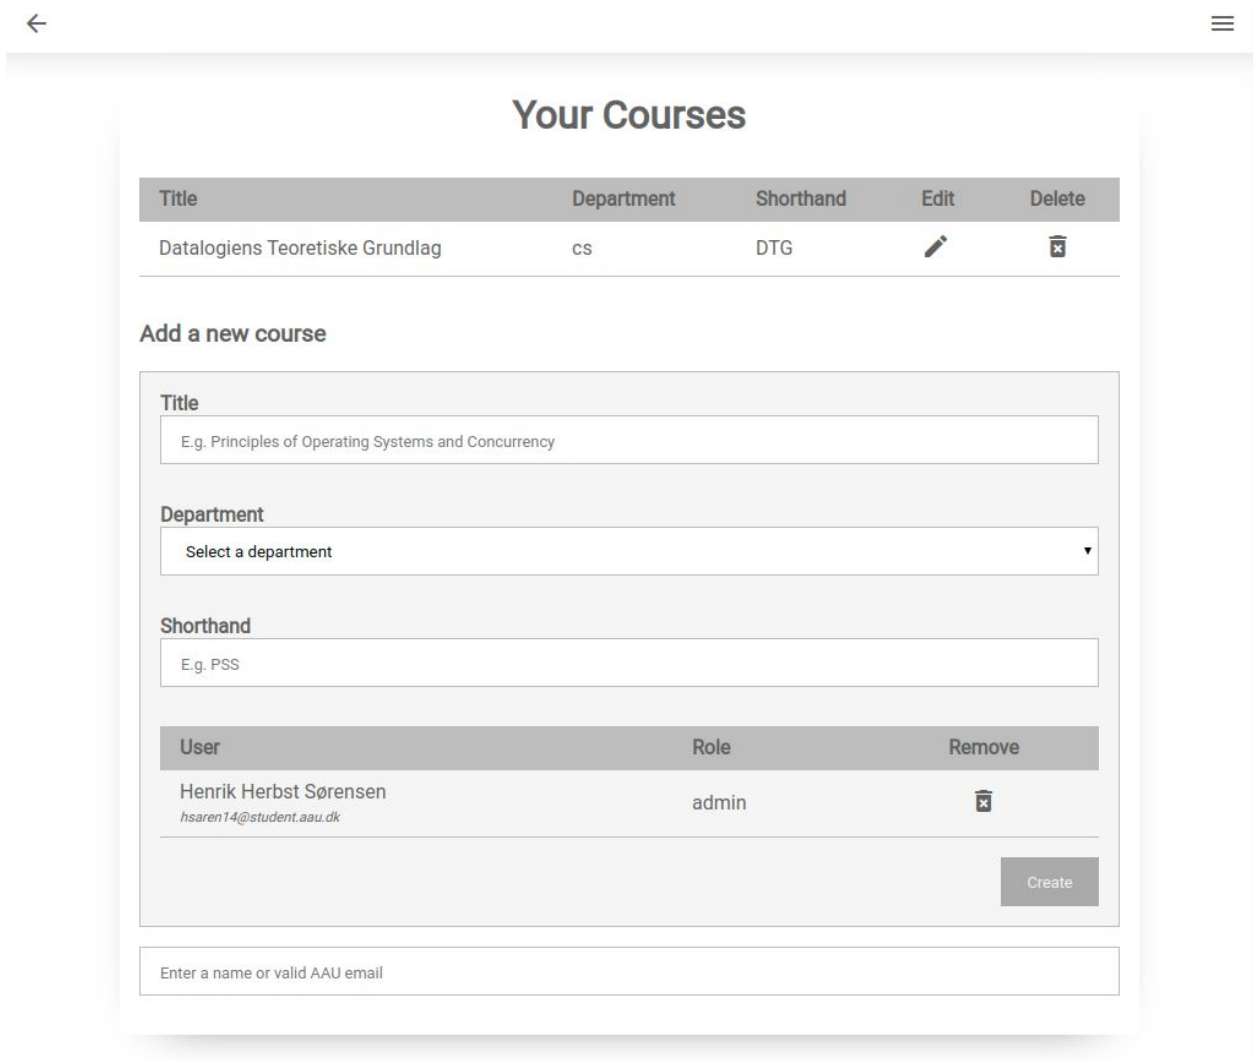 Your Courses
Title Department Shorthand Edit Delete
Datalogiens Teoretiske Grundlag cs DTG
Add a new course
Title
E.g. Principles of Operating Systems and Concurrency
Department
Select a department
Shorthand
E.g. PSS
User Role Remove
Henrik Herbst Sørensen admin
hsaren14@student.aau.dk
Create
Enter a name or valid AAU email